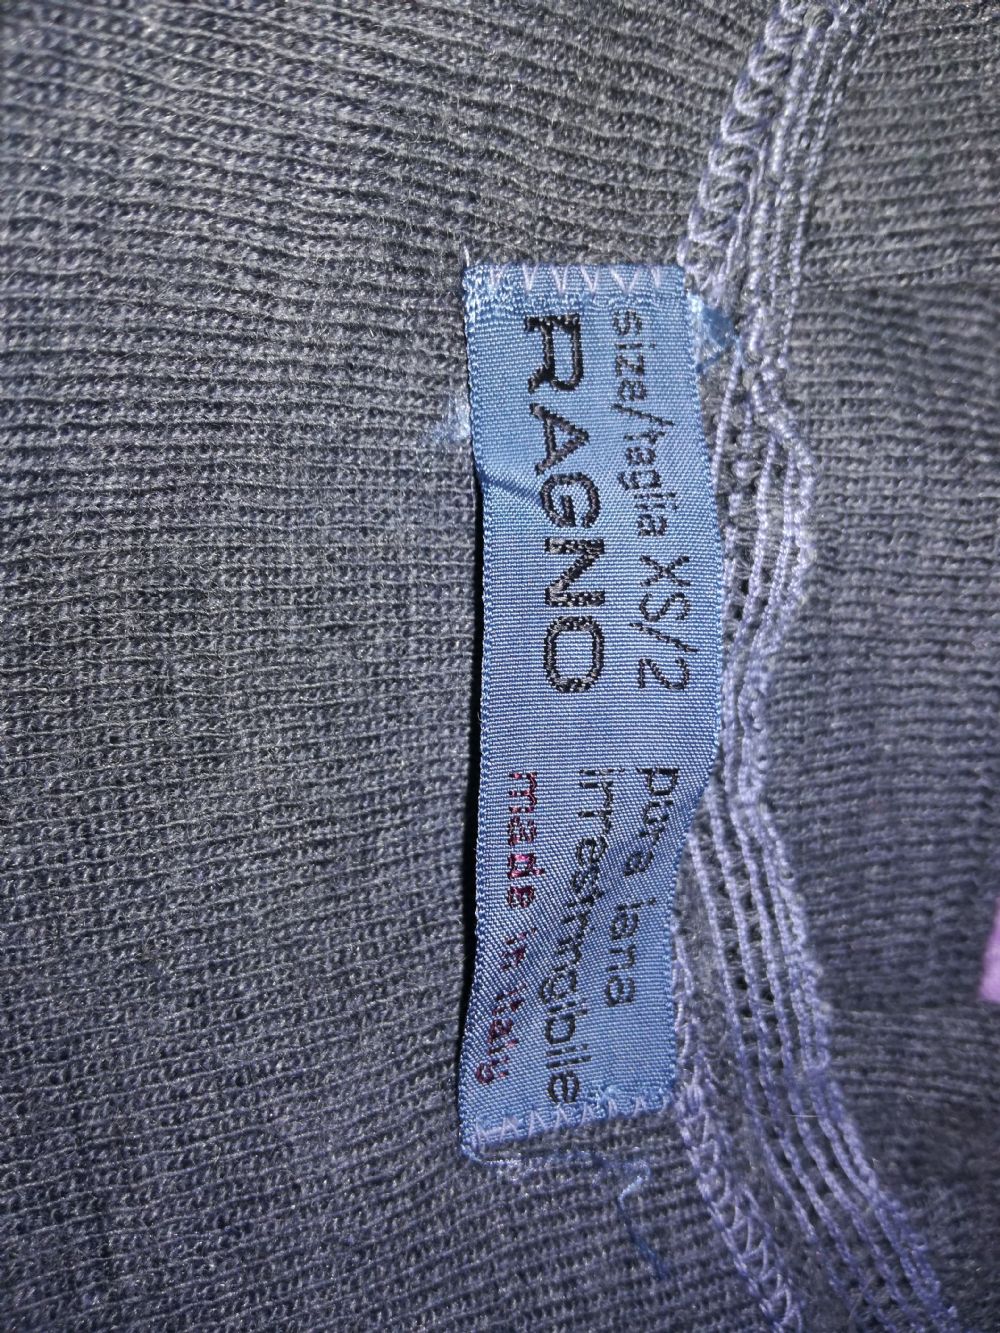 size/taglia XS/2
RAGNO
pura lana
irrestringibile
made in italy